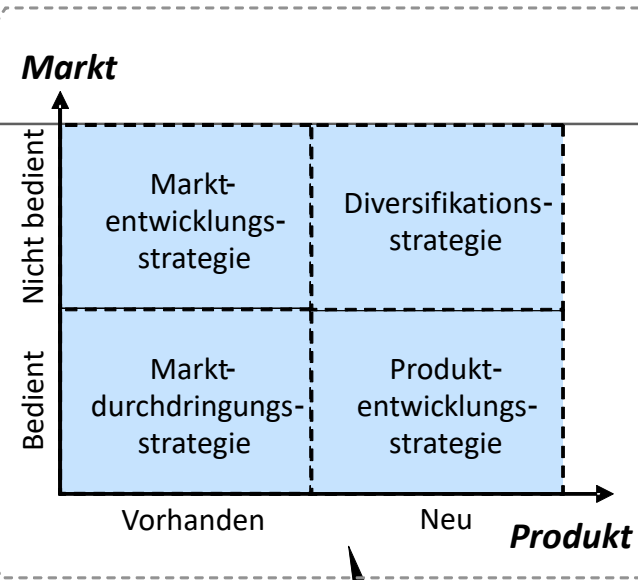 Markt
Nicht bedient
Markt-
entwicklungs-
strategie
Diversifikations-
strategie
Bedient
Markt-
durchdringungs-
strategie
Produkt-
entwicklungs-
strategie
Vorhanden
Neu
Produkt